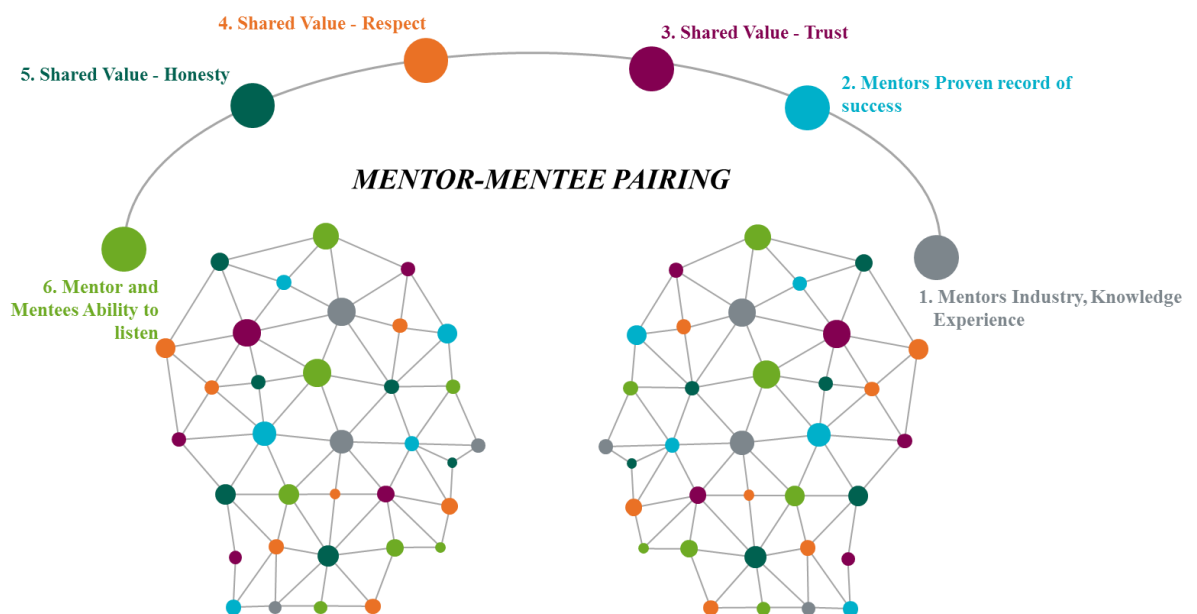 4. Shared Value - Respect
3. Shared Value - Trust
5. Shared Value - Honesty
2. Mentors Proven record of
success
MENTOR-MENTEE PAIRING
6. Mentor and
Mentees Ability to
listen
1. Mentors Industry, Knowledge
Experience